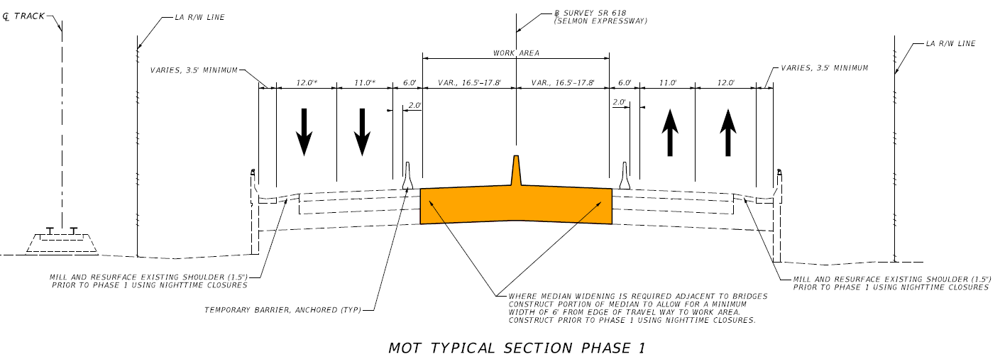 ℄ TRACK
LA R/W LINE
℄ SURVEY SR 618
(SELMON EXPRESSWAY)
LA R/W LINE
WORK AREA
VARIES, 3.5' MINIMUM
VARIES, 3.5' MINIMUM
12.0'* 11.0'* 6.0' VAR., 16.5'-17.8' VAR., 16.5'-17.8' 6.0' 11.0' 12.0'
2.0' 2.0'
MILL AND RESURFACE EXISTING SHOULDER (1.5")
PRIOR TO PHASE 1 USING NIGHTTIME CLOSURES
MILL AND RESURFACE EXISTING SHOULDER (1.5")
PRIOR TO PHASE 1 USING NIGHTTIME CLOSURES
TEMPORARY BARRIER, ANCHORED (TYP)
WHERE MEDIAN WIDENING IS REQUIRED ADJACENT TO BRIDGES
CONSTRUCT PORTION OF MEDIAN TO ALLOW FOR A MINIMUM
WIDTH OF 6' FROM EDGE OF TRAVEL WAY TO WORK AREA.
CONSTRUCT PRIOR TO PHASE 1 USING NIGHTTIME CLOSURES.
MOT TYPICAL SECTION PHASE 1